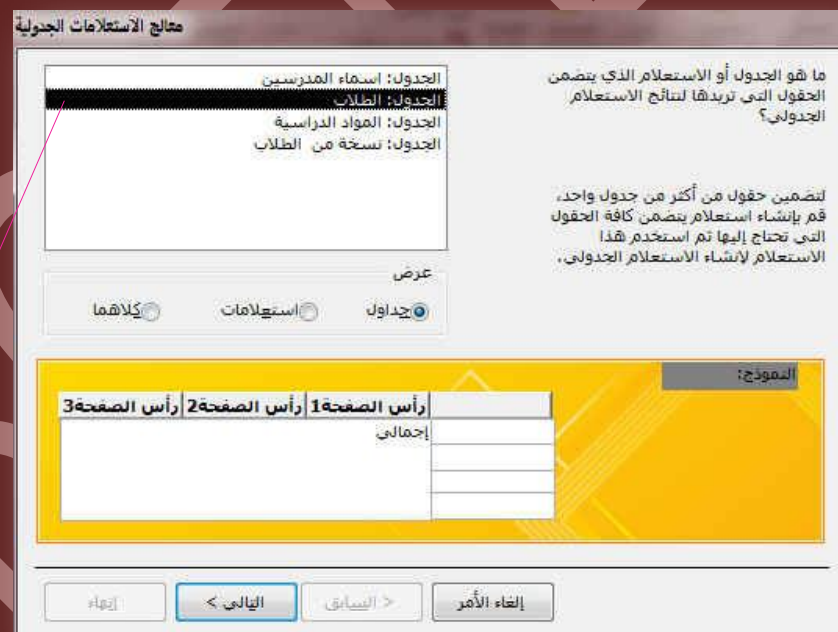 معالج الاستعلامات الجدولية
ما هو الجدول أو الاستعلام الذي يتضمن
الحقول التي تريدها لنتائج الاستعلام
الجدولي؟
لتضمين حقول من أكثر من جدول واحد،
قم بإنشاء استعلام يتضمن كافة الحقول
التي تحتاج إليها ثم استخدم هذا
الاستعلام لإنشاء الاستعلام الجدولي.
الجدول: اسماء المدرسين
الجدول: الطلاب
الجدول: المواد الدراسية
الجدول: نسخة من الطلاب
عرض
جداول استعلامات كلاهما
النموذج:
رأس الصفحة1 رأس الصفحة2 رأس الصفحة3
إجمالي
إلغاء الأمر < السابق التالي > إنهاء